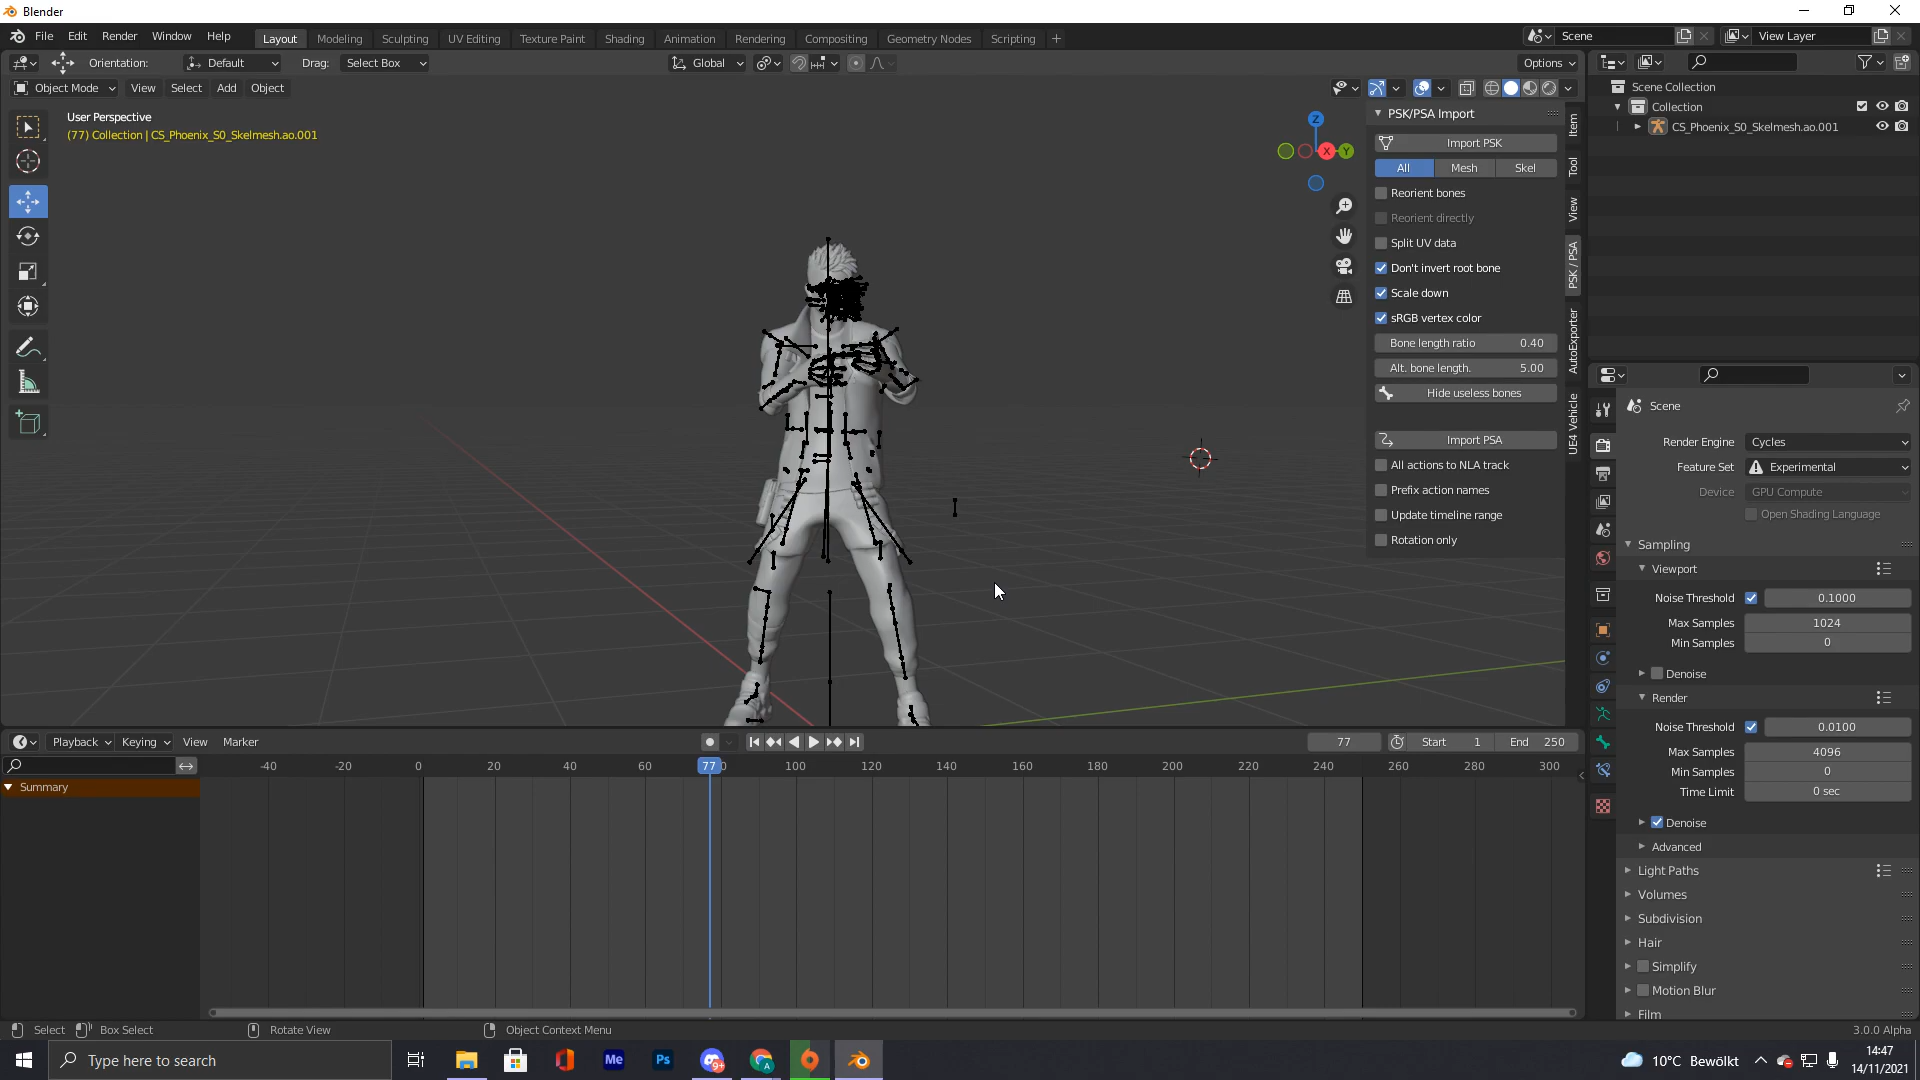 Blender
File Edit Render Window Help Layout Modeling Sculpting UV Editing Texture Paint Shading Animation Rendering Compositing Geometry Nodes Scripting + Scene View Layer
Orientation: Default Drag: Select Box Global Options
Object Mode View Select Add Object
User Perspective
(77) Collection | CS_Phoenix_S0_Skelmesh.ao.001
Z
X
Y
PSK/PSA Import
Import PSK
All Mesh Skel
Reorient bones
Reorient directly
Split UV data
Don't invert root bone
Scale down
sRGB vertex color
Bone length ratio 0.40
Alt. bone length. 5.00
Hide useless bones
Import PSA
All actions to NLA track
Prefix action names
Update timeline range
Rotation only
Item
Tool
View
PSK / PSA
AutoExporter
UE4 Vehicle
Scene Collection
Collection
CS_Phoenix_S0_Skelmesh.ao.001
Scene
Render Engine Cycles
Feature Set Experimental
Device GPU Compute
Open Shading Language
Sampling
Viewport
Noise Threshold 0.1000
Max Samples 1024
Min Samples 0
Denoise
Render
Noise Threshold 0.0100
Max Samples 4096
Min Samples 0
Time Limit 0 sec
Denoise
Advanced
Light Paths
Volumes
Subdivision
Hair
Simplify
Motion Blur
Film
Playback Keying View Marker 77 Start 1 End 250
-40 -20 0 20 40 60 77 100 120 140 160 180 200 220 240 260 280 300
Summary
Select Box Select Rotate View Object Context Menu 3.0.0 Alpha
Type here to search Me Ps 9+ A 10°C Bewölkt 14:47
14/11/2021